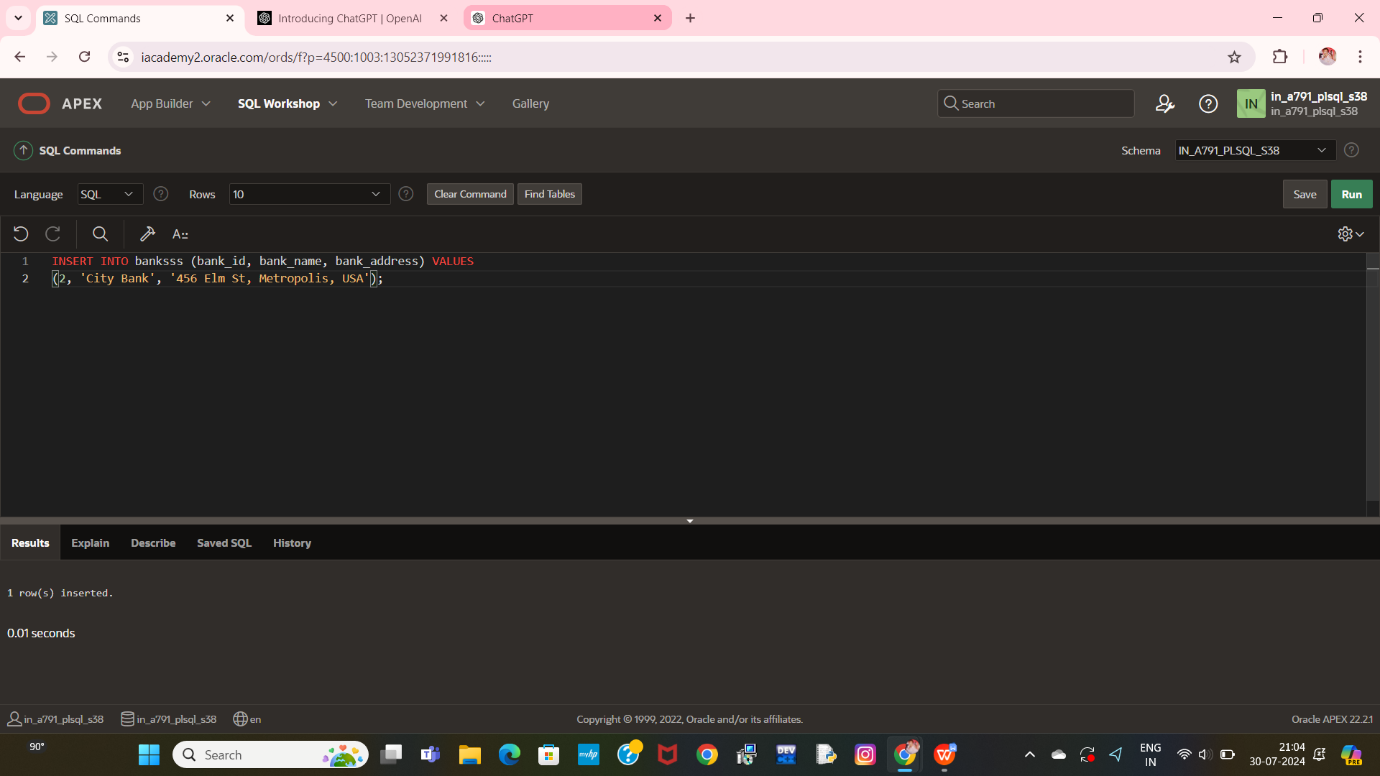 SQL Commands
Introducing ChatGPT | OpenAI
ChatGPT
iacademy2.oracle.com/ords/f?p=4500:1003:13052371991816:::::
APEX
App Builder
SQL Workshop
Team Development
Gallery
Search
IN
in_a791_plsql_s38
in_a791_plsql_s38
SQL Commands
Schema
IN_A791_PLSQL_S38
Language
SQL
Rows
10
Clear Command
Find Tables
Save
Run
1 INSERT INTO banksss (bank_id, bank_name, bank_address) VALUES
2 (2, 'City Bank', '456 Elm St, Metropolis, USA');
Results
Explain
Describe
Saved SQL
History
1 row(s) inserted.
0.01 seconds
in_a791_plsql_s38
in_a791_plsql_s38
en
Copyright © 1999, 2022, Oracle and/or its affiliates.
Oracle APEX 22.2.1
90°
Search
myhp
DEV
ENG
IN
21:04
30-07-2024
PRE